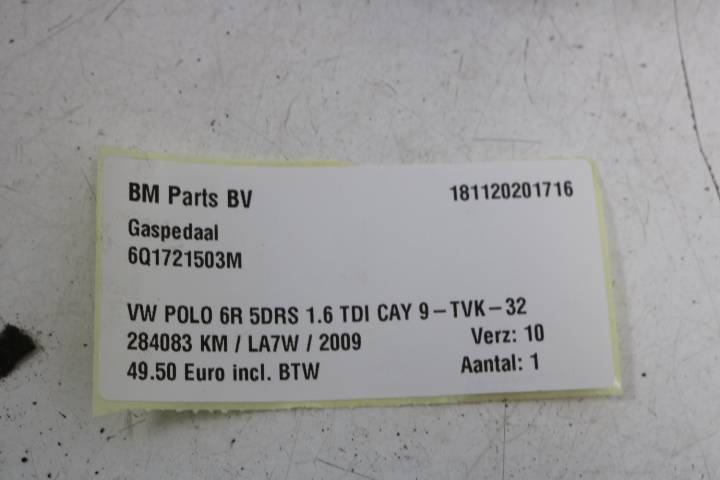 BM Parts BV 181120201716
Gaspedaal
6Q1721503M
VW POLO 6R 5DRS 1.6 TDI CAY 9-TVK-32
284083 KM / LA7W / 2009 Verz: 10
49.50 Euro incl. BTW Aantal: 1